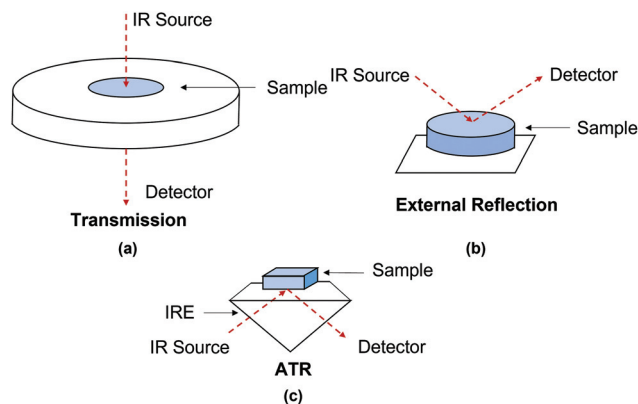 IR Source
Sample
Detector
Transmission
(a)
IR Source
Detector
Sample
External Reflection
(b)
Sample
IRE
IR Source
Detector
ATR
(c)